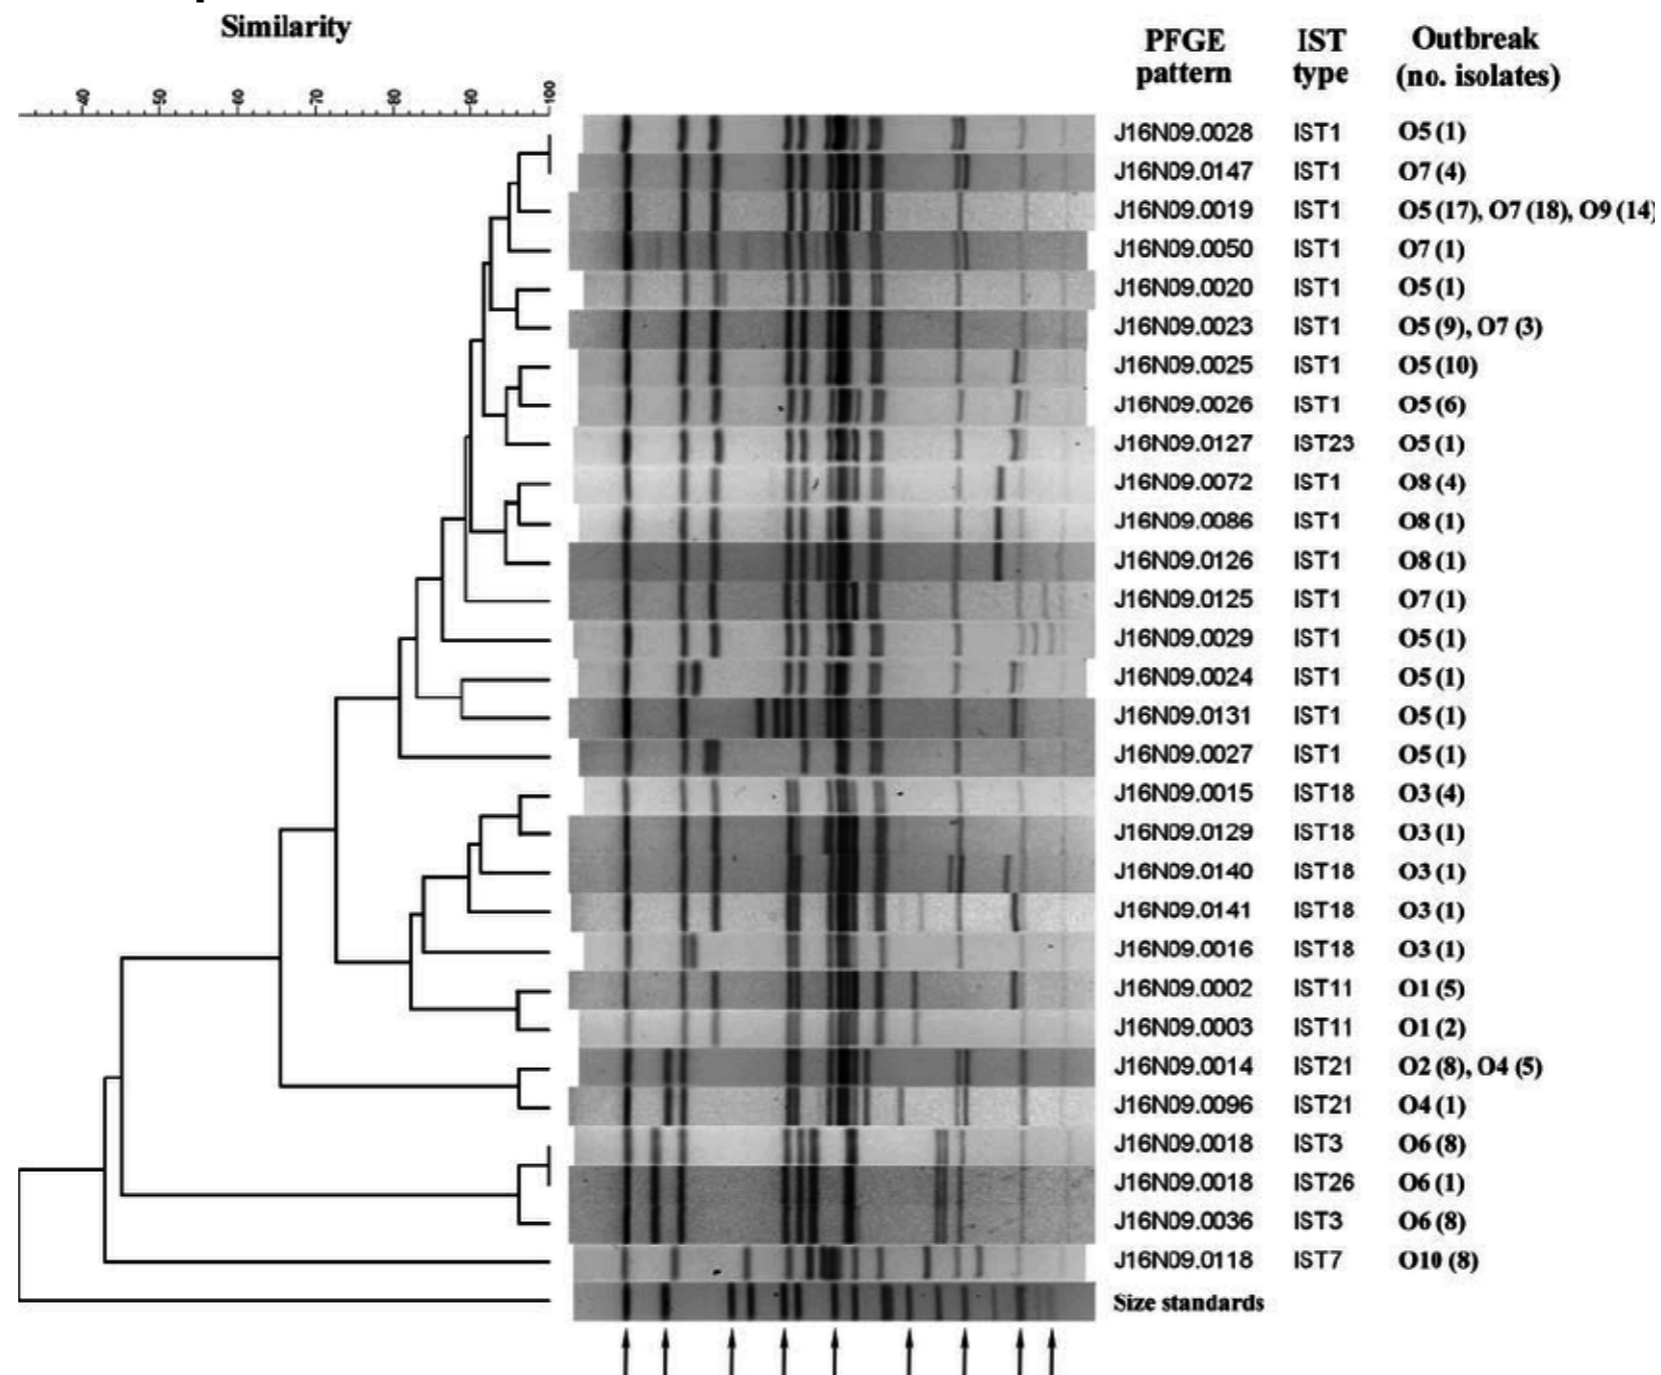 Similarity
PFGE pattern IST type Outbreak (no. isolates)
40 50 60 70 80 90 100
J16N09.0028 IST1 O5 (1)
J16N09.0147 IST1 O7 (4)
J16N09.0019 IST1 O5 (17), O7 (18), O9 (14)
J16N09.0050 IST1 O7 (1)
J16N09.0020 IST1 O5 (1)
J16N09.0023 IST1 O5 (9), O7 (3)
J16N09.0025 IST1 O5 (10)
J16N09.0026 IST1 O5 (6)
J16N09.0127 IST23 O5 (1)
J16N09.0072 IST1 O8 (4)
J16N09.0086 IST1 O8 (1)
J16N09.0126 IST1 O8 (1)
J16N09.0125 IST1 O7 (1)
J16N09.0029 IST1 O5 (1)
J16N09.0024 IST1 O5 (1)
J16N09.0131 IST1 O5 (1)
J16N09.0027 IST1 O5 (1)
J16N09.0015 IST18 O3 (4)
J16N09.0129 IST18 O3 (1)
J16N09.0140 IST18 O3 (1)
J16N09.0141 IST18 O3 (1)
J16N09.0016 IST18 O3 (1)
J16N09.0002 IST11 O1 (5)
J16N09.0003 IST11 O1 (2)
J16N09.0014 IST21 O2 (8), O4 (5)
J16N09.0096 IST21 O4 (1)
J16N09.0018 IST3 O6 (8)
J16N09.0018 IST26 O6 (1)
J16N09.0036 IST3 O6 (8)
J16N09.0118 IST7 O10 (8)
Size standards